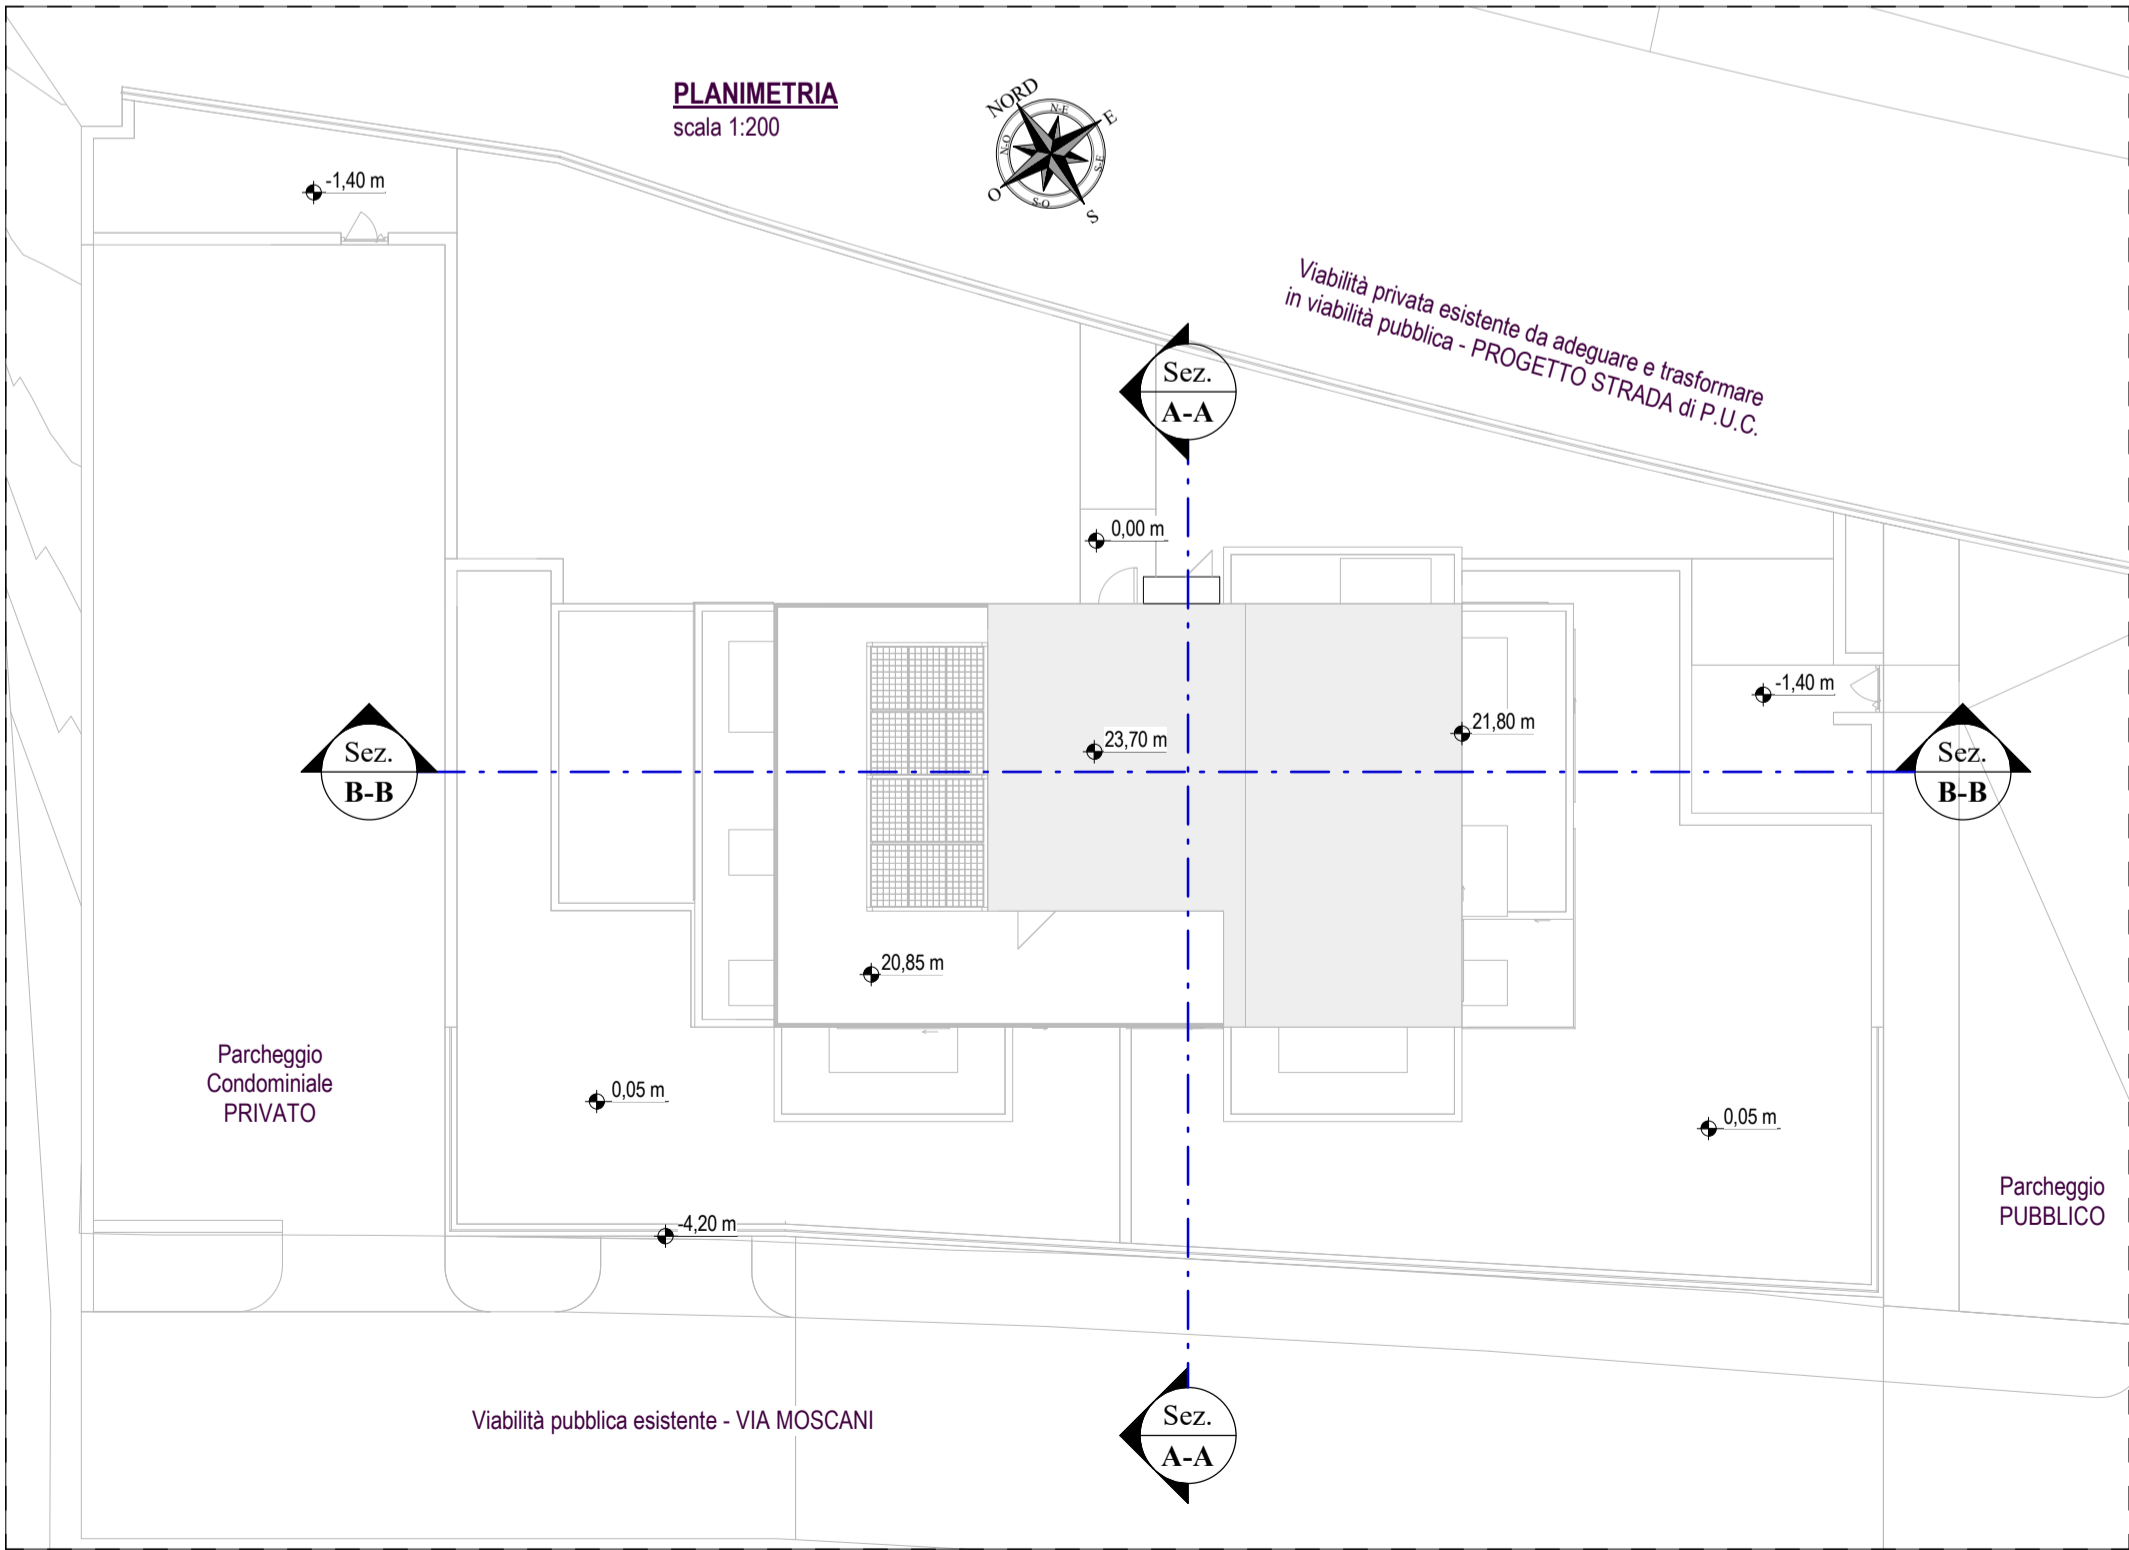 PLANIMETRIA
scala 1:200
NORD
N-E
E
S-E
S
S-O
O
N-O
-1,40 m
Viabilità privata esistente da adeguare e trasformare
in viabilità pubblica - PROGETTO STRADA di P.U.C.
Sez.
A-A
0,00 m
-1,40 m
21,80 m
23,70 m
Sez.
B-B
Sez.
B-B
20,85 m
Parcheggio
Condominiale
PRIVATO
0,05 m
0,05 m
Parcheggio
PUBBLICO
-4,20 m
Viabilità pubblica esistente - VIA MOSCANI
Sez.
A-A